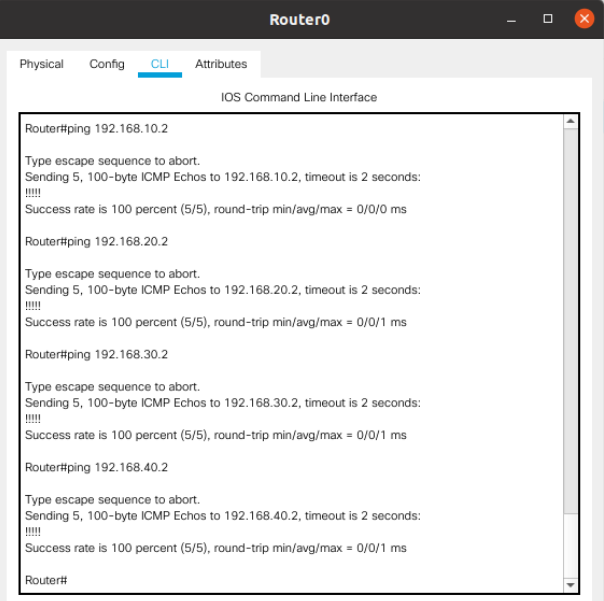 Router0
Physical Config CLI Attributes
IOS Command Line Interface
Router#ping 192.168.10.2
Type escape sequence to abort.
Sending 5, 100-byte ICMP Echos to 192.168.10.2, timeout is 2 seconds:
!!!!!
Success rate is 100 percent (5/5), round-trip min/avg/max = 0/0/0 ms
Router#ping 192.168.20.2
Type escape sequence to abort.
Sending 5, 100-byte ICMP Echos to 192.168.20.2, timeout is 2 seconds:
!!!!!
Success rate is 100 percent (5/5), round-trip min/avg/max = 0/0/1 ms
Router#ping 192.168.30.2
Type escape sequence to abort.
Sending 5, 100-byte ICMP Echos to 192.168.30.2, timeout is 2 seconds:
!!!!!
Success rate is 100 percent (5/5), round-trip min/avg/max = 0/0/1 ms
Router#ping 192.168.40.2
Type escape sequence to abort.
Sending 5, 100-byte ICMP Echos to 192.168.40.2, timeout is 2 seconds:
!!!!!
Success rate is 100 percent (5/5), round-trip min/avg/max = 0/0/1 ms
Router#